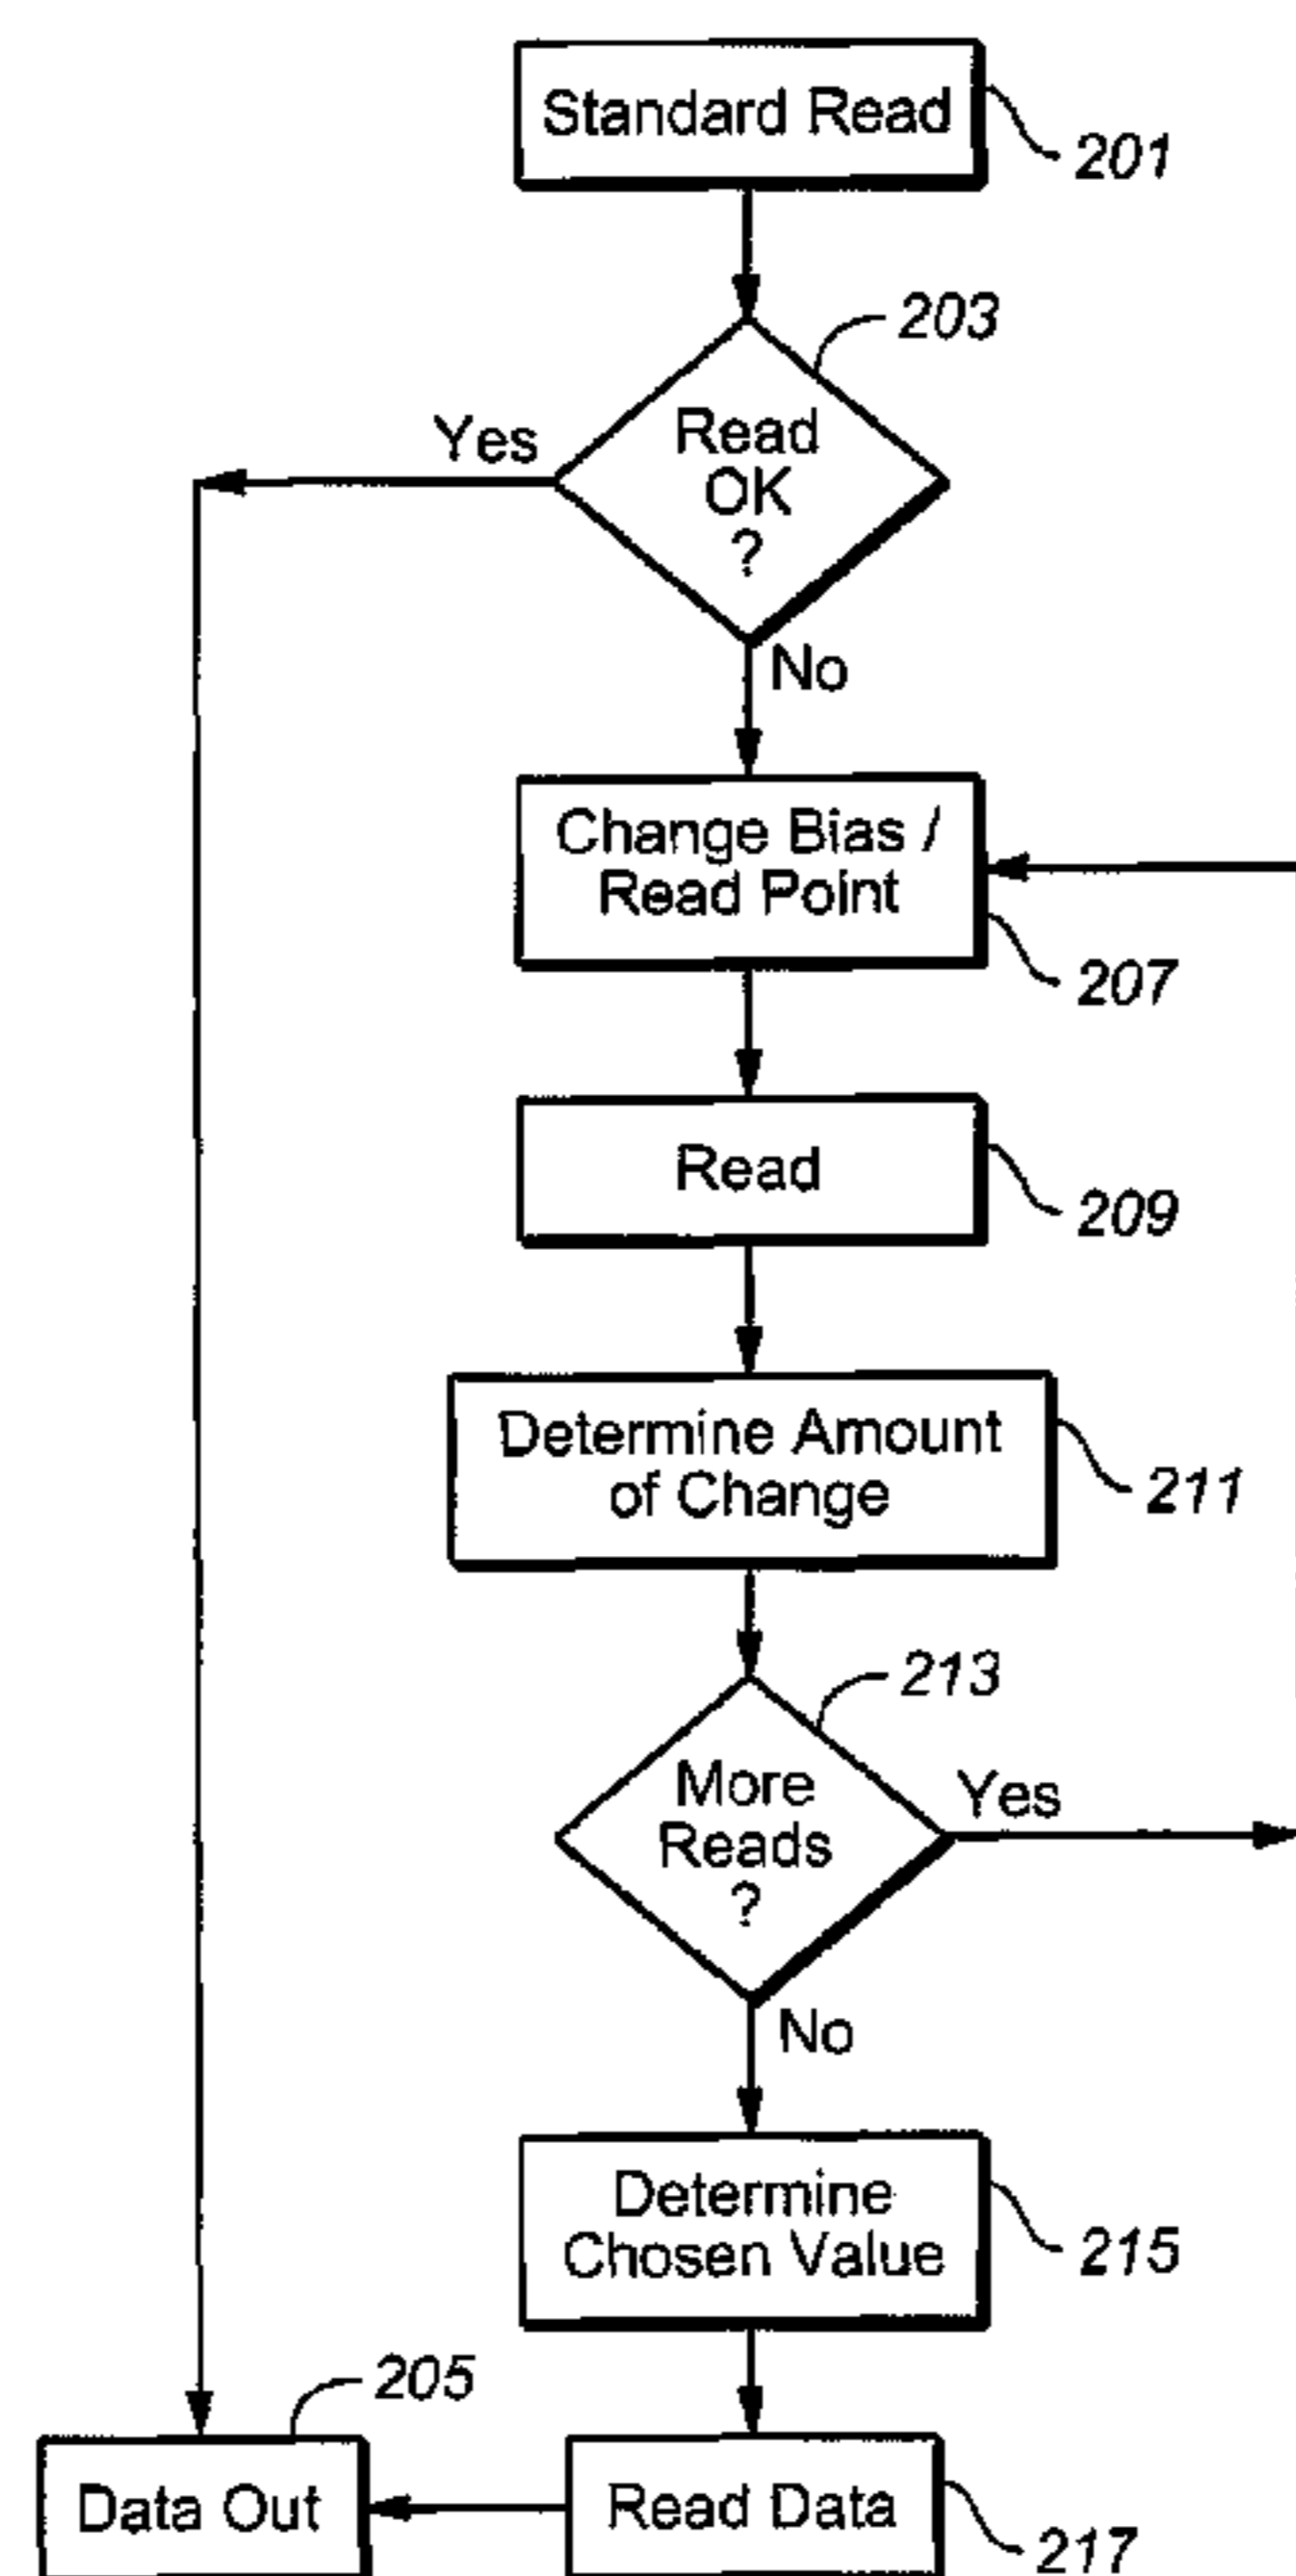 Standard Read
201
203
Read
OK
?
Yes
No
Change Bias /
Read Point
207
Read
209
Determine Amount
of Change
211
213
More
Reads
?
Yes
No
Determine
Chosen Value
215
205
Data Out
Read Data
217